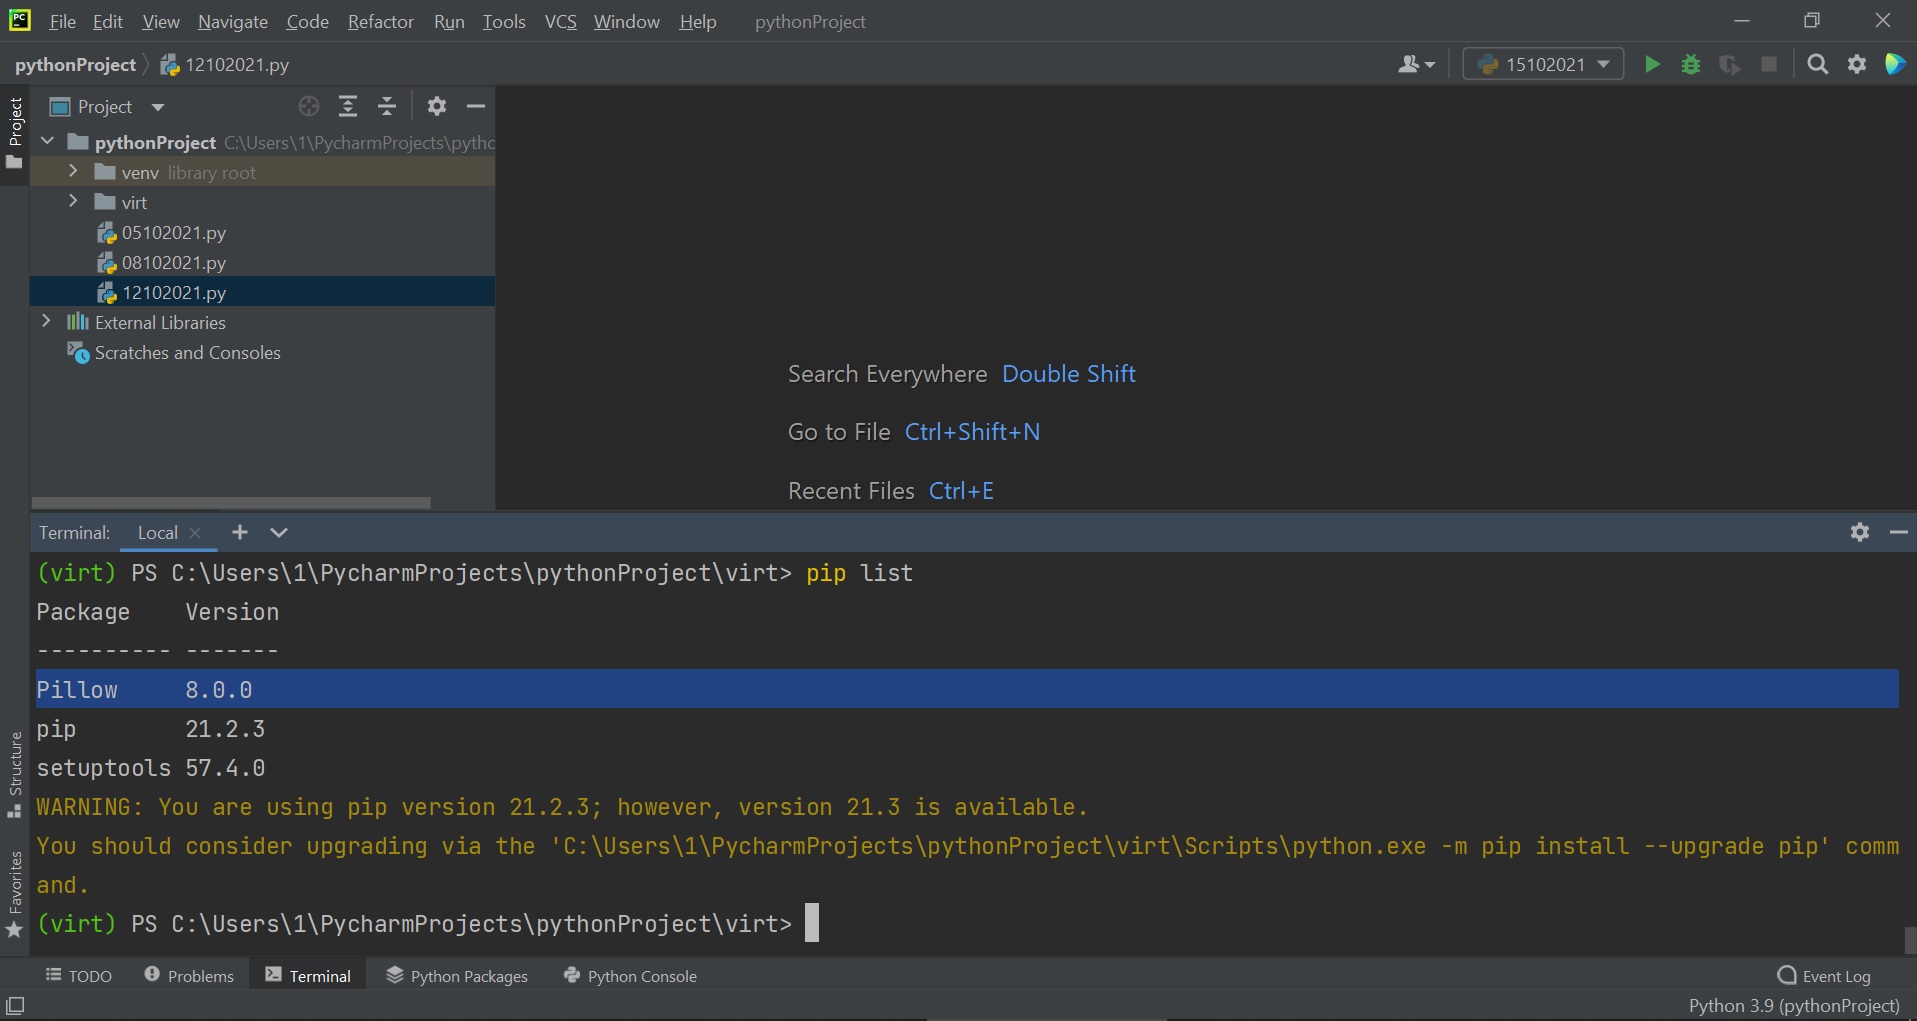 PC File Edit View Navigate Code Refactor Run Tools VCS Window Help pythonProject
pythonProject 12102021.py 15102021
Project
Project
pythonProject C:\Users\1\PycharmProjects\pytho
venv library root
virt
05102021.py
08102021.py
12102021.py
External Libraries
Scratches and Consoles
Search Everywhere Double Shift
Go to File Ctrl+Shift+N
Recent Files Ctrl+E
Terminal: Local
(virt) PS C:\Users\1\PycharmProjects\pythonProject\virt> pip list
Package Version
---------- -------
Pillow 8.0.0
pip 21.2.3
setuptools 57.4.0
WARNING: You are using pip version 21.2.3; however, version 21.3 is available.
You should consider upgrading via the 'C:\Users\1\PycharmProjects\pythonProject\virt\Scripts\python.exe -m pip install --upgrade pip' comm
and.
(virt) PS C:\Users\1\PycharmProjects\pythonProject\virt>
Structure
Favorites
TODO Problems Terminal Python Packages Python Console Event Log
Python 3.9 (pythonProject)